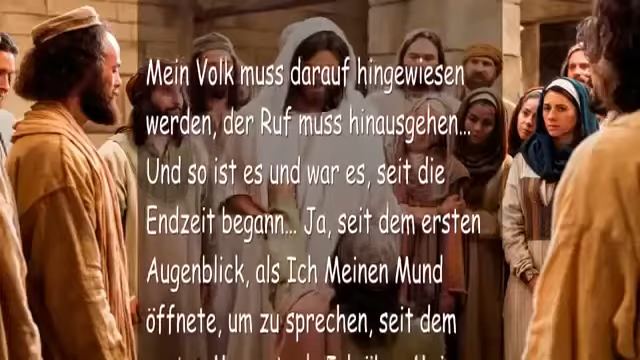 Mein Volk muss darauf hingewiesen
werden, der Ruf muss hinausgehen...
Und so ist es und war es, seit die
Endzeit begann... Ja, seit dem ersten
Augenblick, als Ich Meinen Mund
öffnete, um zu sprechen, seit dem